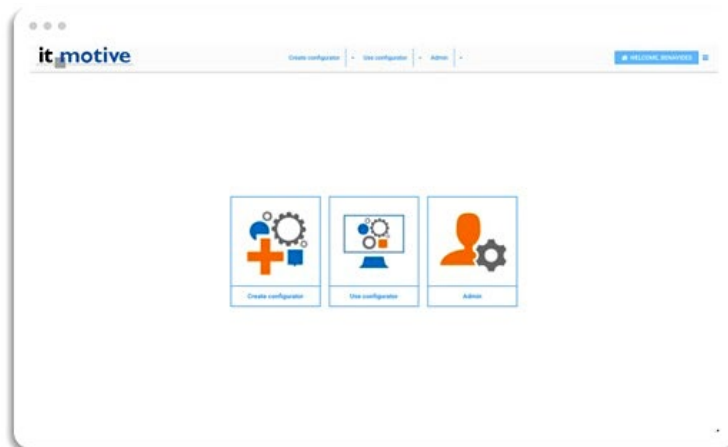 it motive
Create configurator Use configurator Admin
WELCOME, BENAVIDES
Create configurator
Use configurator
Admin